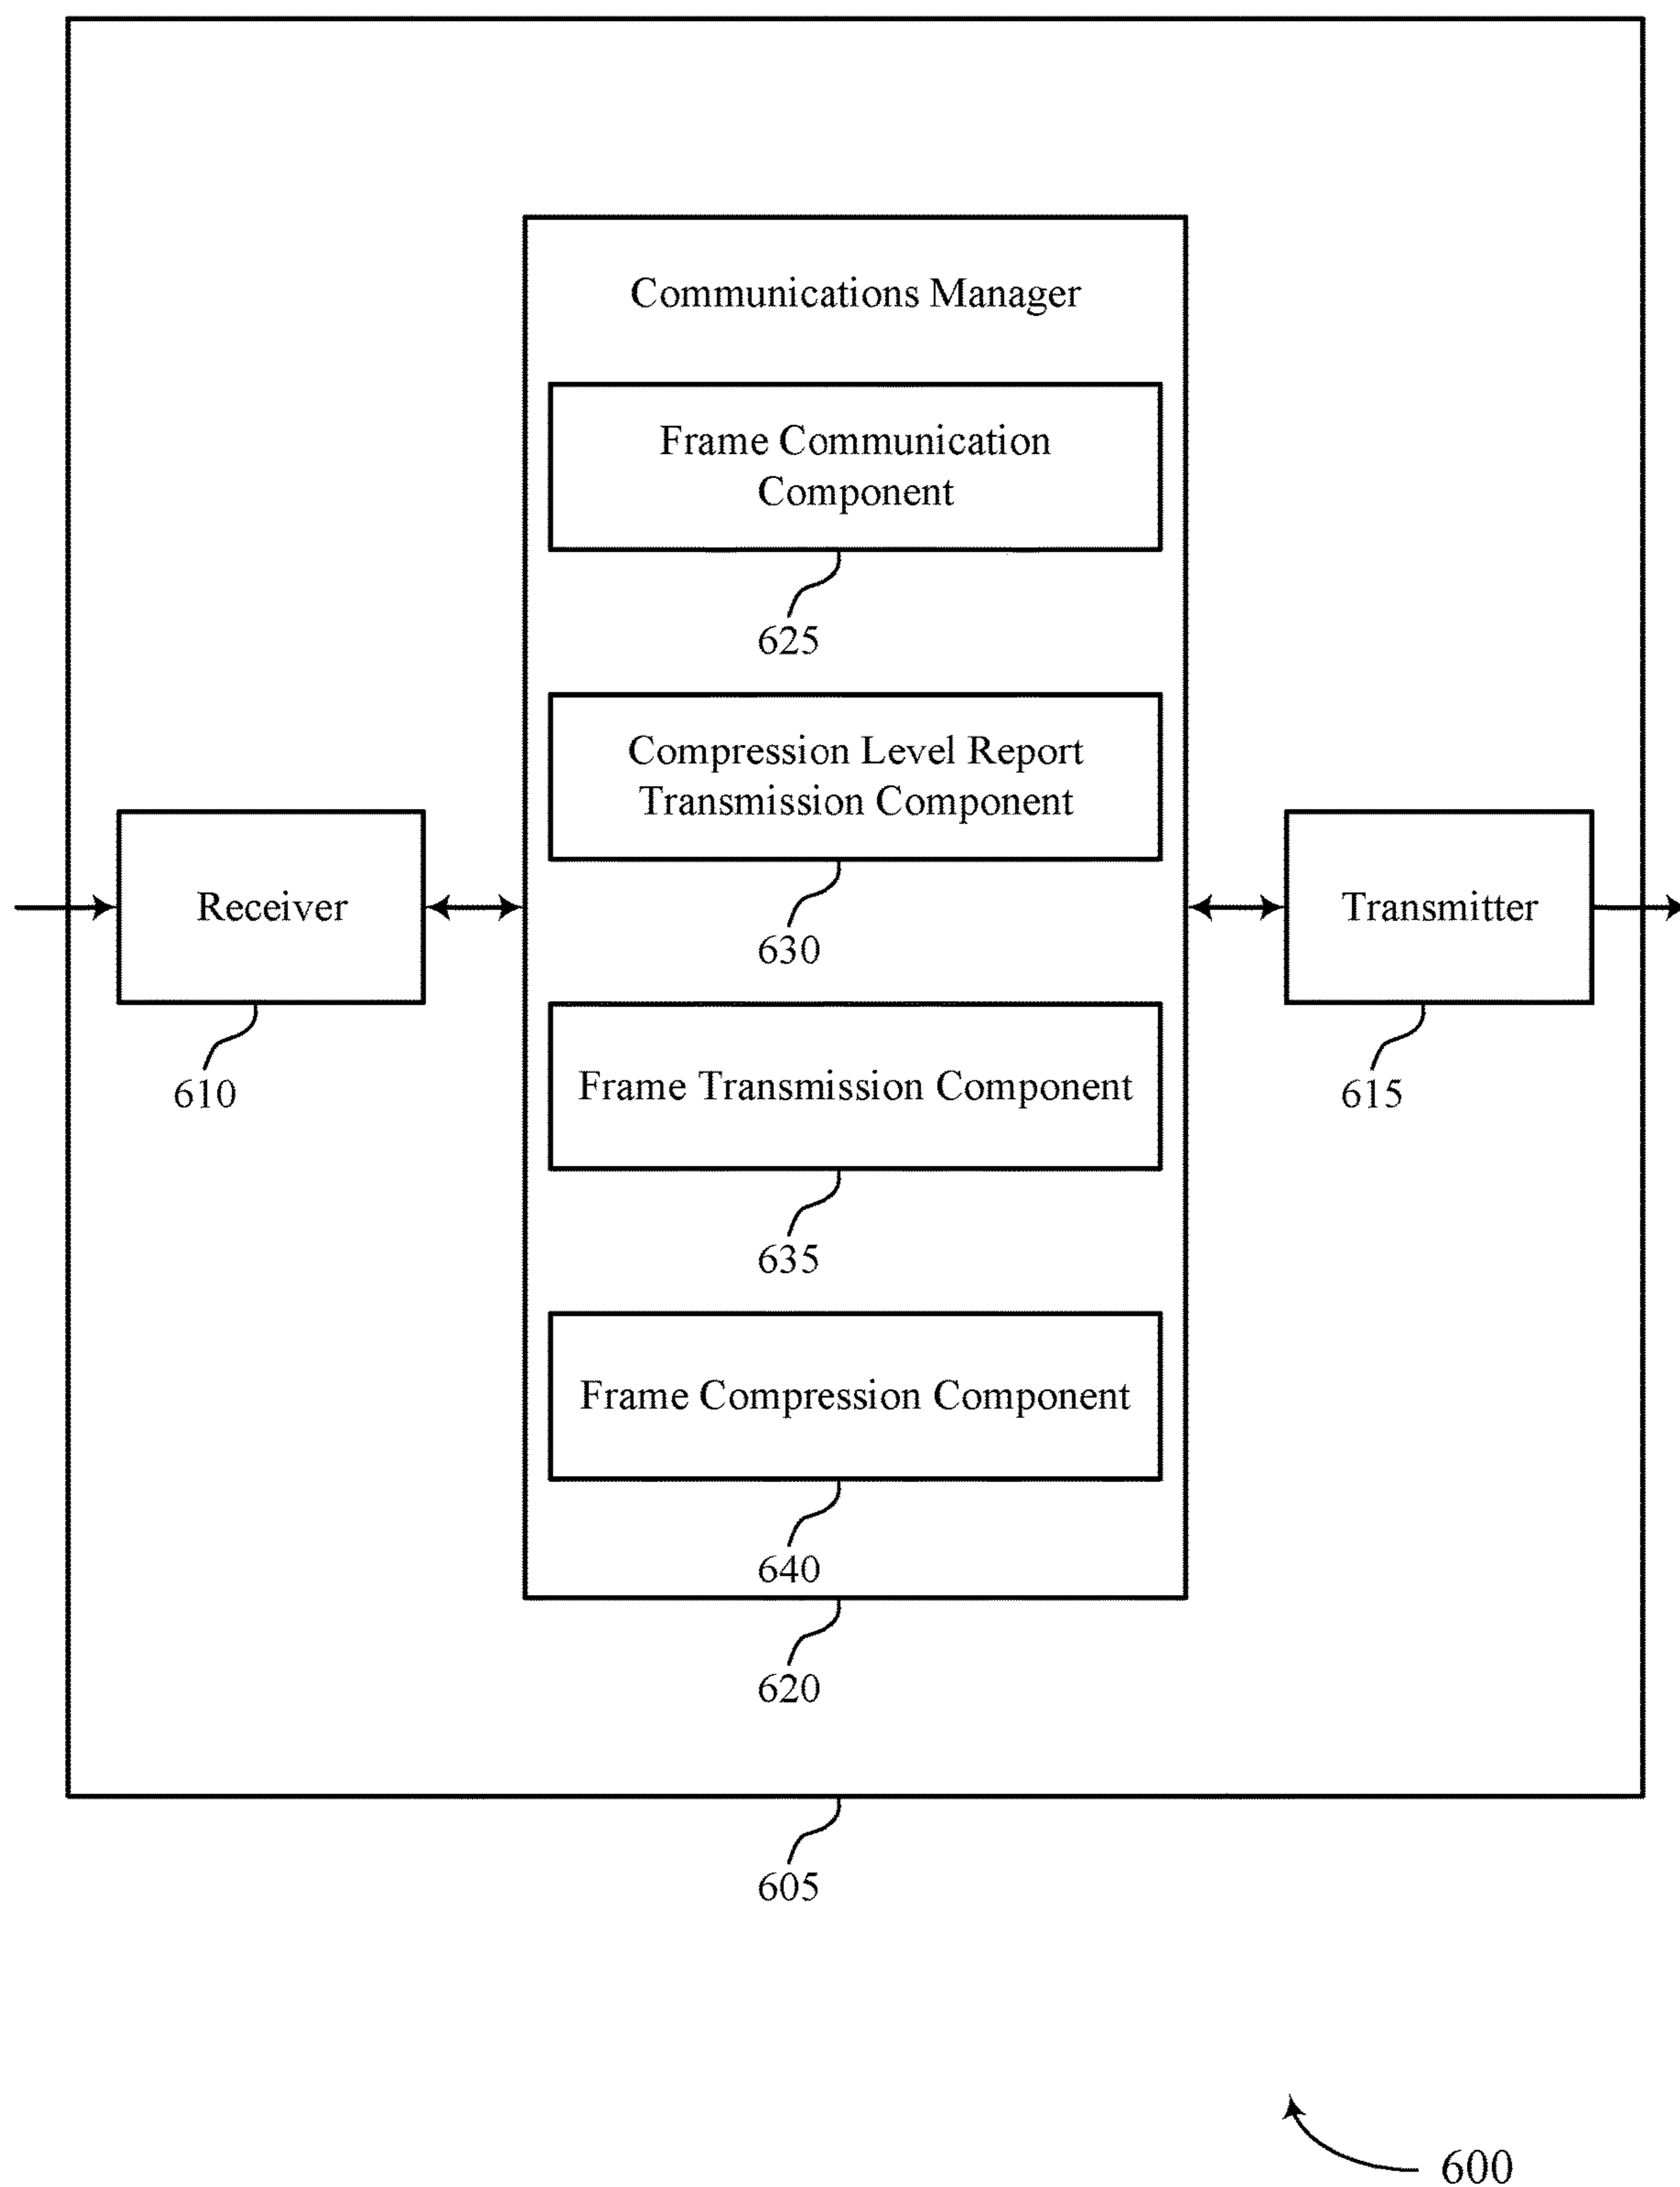 Communications Manager
Frame Communication
Component
625
Compression Level Report
Transmission Component
630
Receiver
610
Transmitter
615
Frame Transmission Component
635
Frame Compression Component
640
620
605
600